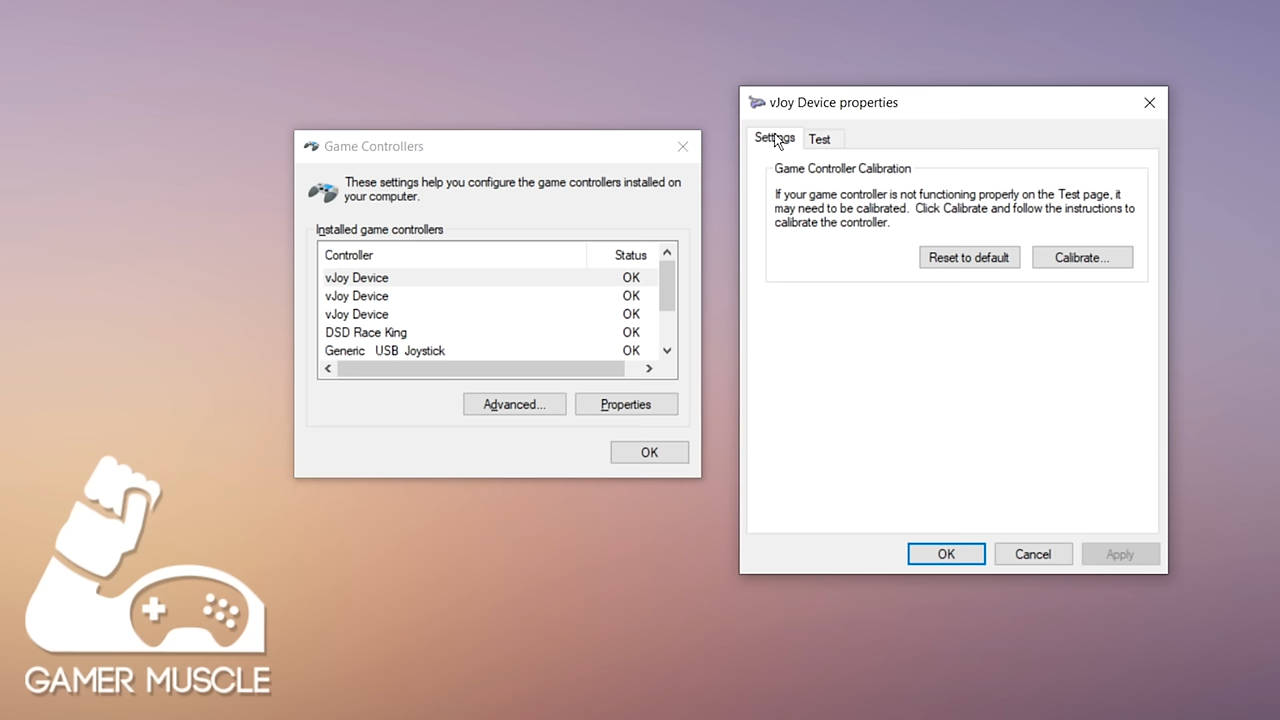 Game Controllers
These settings help you configure the game controllers installed on
your computer.
Installed game controllers
Controller Status
vJoy Device OK
vJoy Device OK
vJoy Device OK
DSD Race King OK
Generic USB Joystick OK
Advanced... Properties
OK
vJoy Device properties
Settings Test
Game Controller Calibration
If your game controller is not functioning properly on the Test page, it
may need to be calibrated. Click Calibrate and follow the instructions to
calibrate the controller.
Reset to default Calibrate...
OK Cancel Apply
GAMER MUSCLE